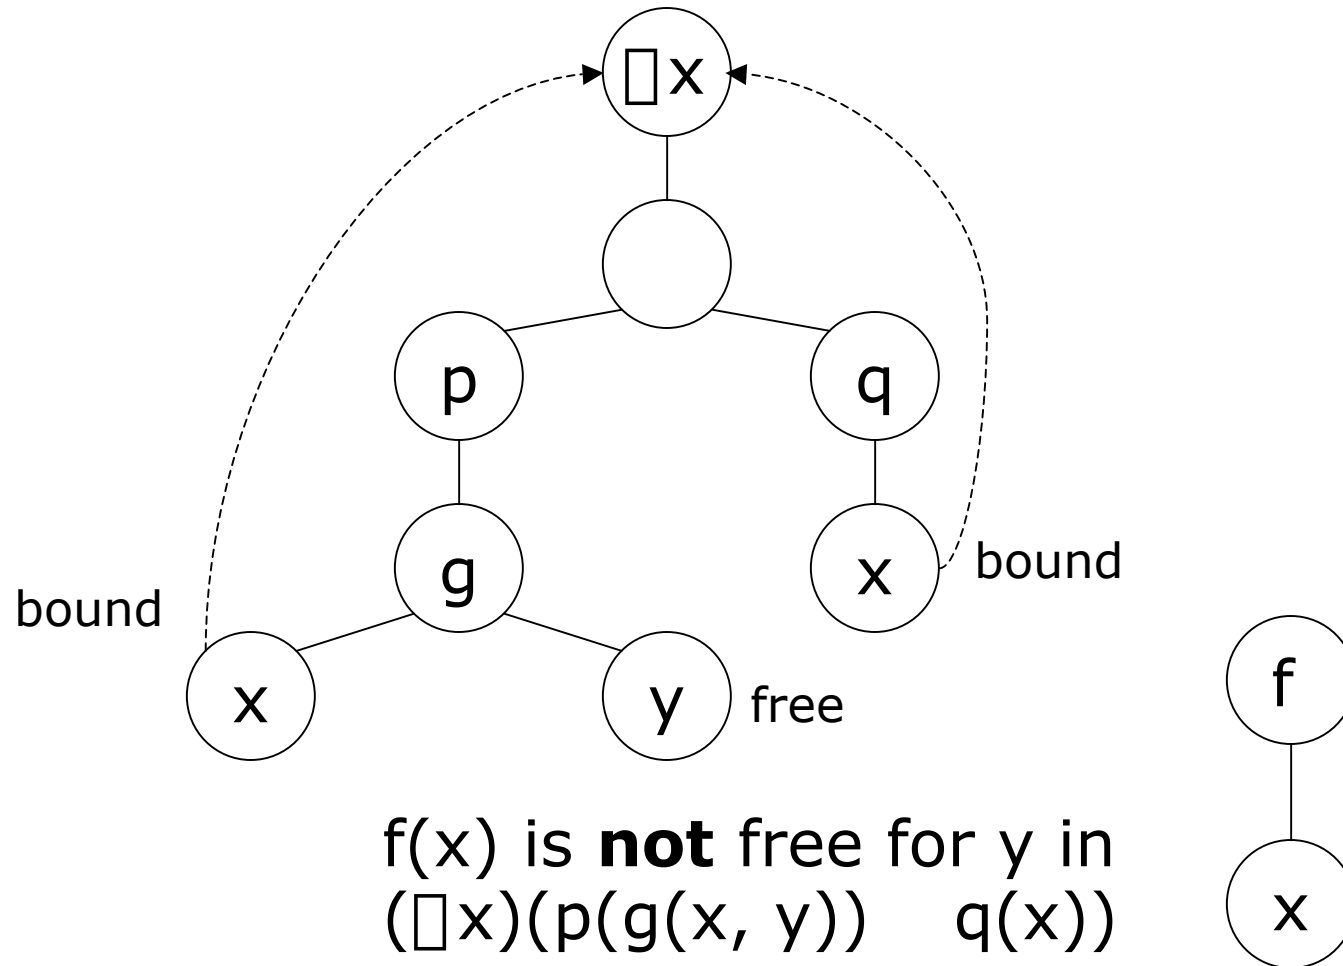 ▯x
p
q
g
x
bound
bound
x
y
free
f
x
f(x) is not free for y in
(▯x)(p(g(x, y)) q(x))